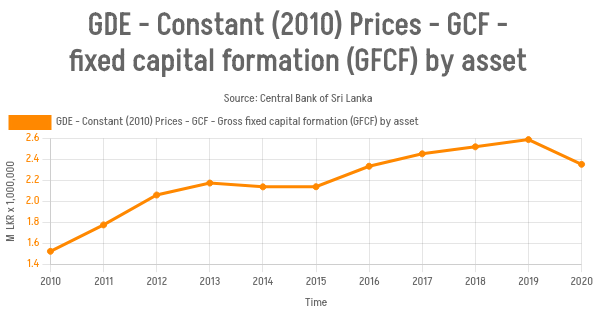 GDE - Constant (2010) Prices - GCF -
fixed capital formation (GFCF) by asset
Source: Central Bank of Sri Lanka
GDE - Constant (2010) Prices - GCF - Gross fixed capital formation (GFCF) by asset
M LKR x 1,000,000
2.6
2.4
2.2
2.0
1.8
1.6
1.4
2010 2011 2012 2013 2014 2015 2016 2017 2018 2019 2020
Time